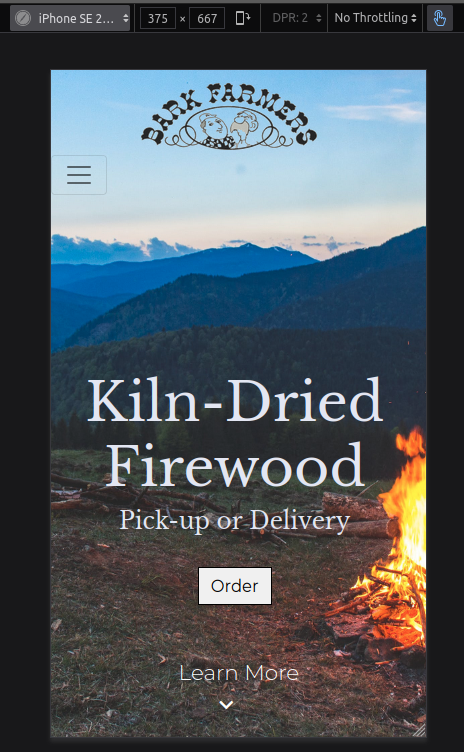 iPhone SE 2...
375 × 667
DPR: 2
No Throttling
BARK FARMERS
Kiln-Dried
Firewood
Pick-up or Delivery
Order
Learn More